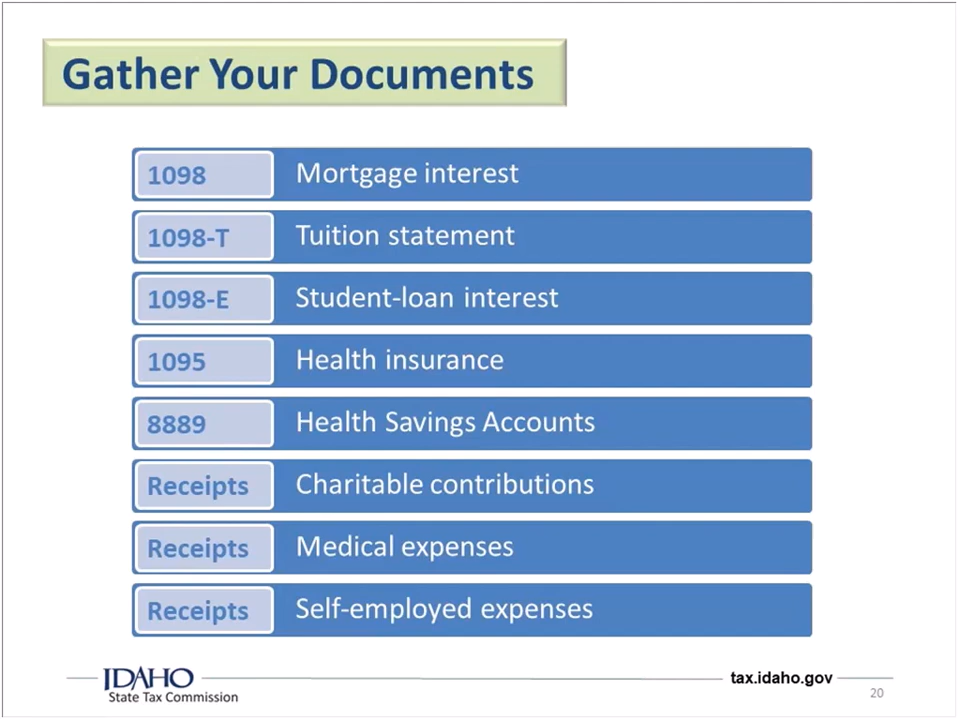 Gather Your Documents
1098 Mortgage interest
1098-T Tuition statement
1098-E Student-loan interest
1095 Health insurance
8889 Health Savings Accounts
Receipts Charitable contributions
Receipts Medical expenses
Receipts Self-employed expenses
IDAHO
State Tax Commission
tax.idaho.gov
20